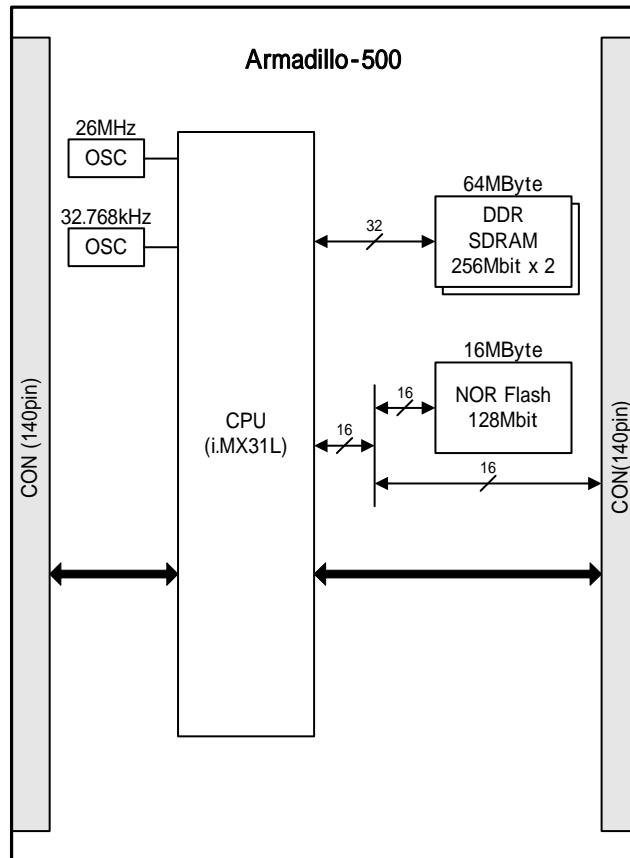 Armadillo-500
26MHz
OSC
32.768kHz
OSC
64MByte
DDR
SDRAM
256Mbit x 2
32
16MByte
NOR Flash
128Mbit
16
16
16
CPU
(i.MX31L)
CON (140pin)
CON(140pin)